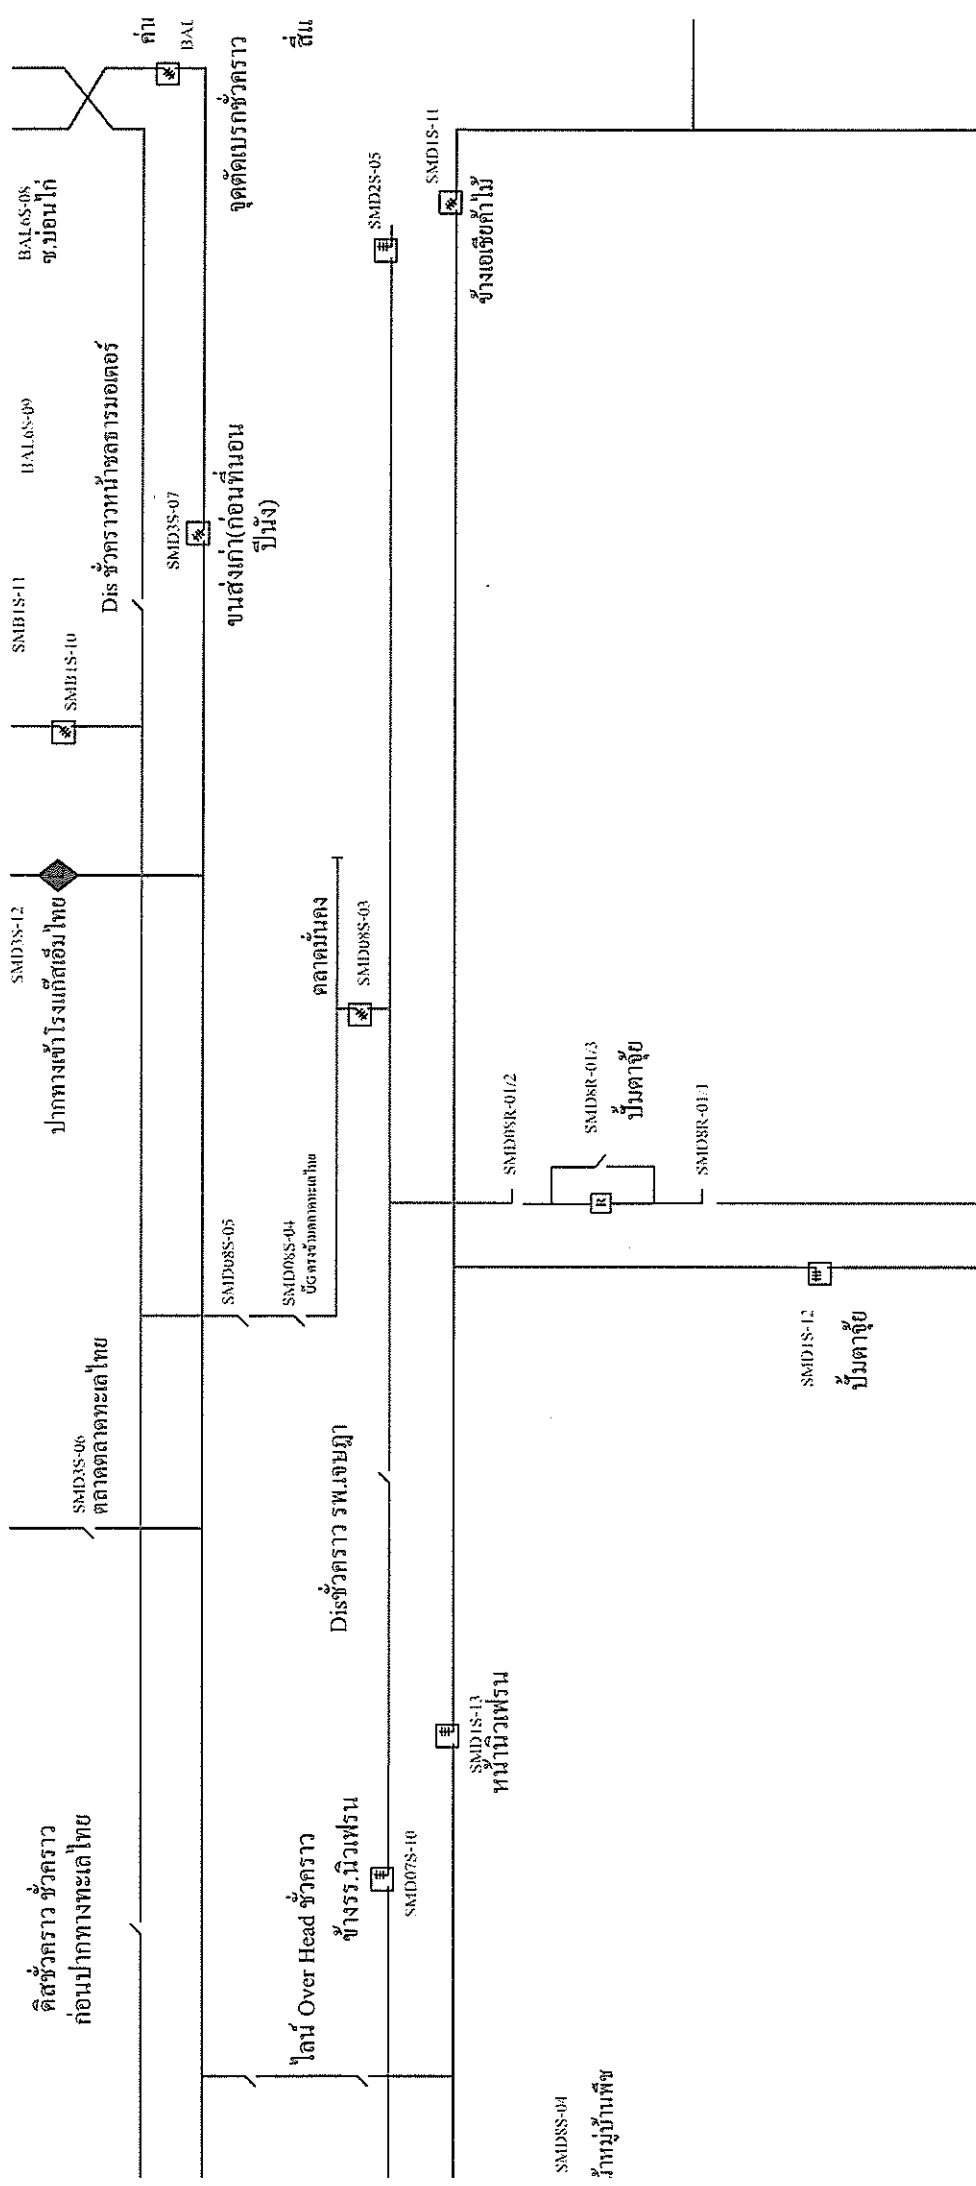 ดิสชั่วคราว ชั่วคราว
ก่อนปากทางทะเลไทย
SMD3S-06
ตลาดตลาดทะเลไทย
SMD3S-12
ปากทางเข้าโรงแก๊สเอ็มไทย
SMB1S-11
SMB1S-10
BAL6S-09
BAL6S-08
ซ.บ่อนไก่
Dis ชั่วคราวหน้าชลธารมอเตอร์
SMD3S-07
ขนส่งเก่า(ก่อนที่นอน
ปีนัง)
จุดตัดเบรกชั่วคราว
BAL
SMD08S-05
SMD08S-04
ตลาดมั่นคง
SMD08S-03
ไลน์ Over Head ชั่วคราว
ข้างรร.นิวเฟรน
SMD07S-10
Disชั่วคราว รพ.เจษฎา
SMD2S-05
SMD1S-11
ข้างเอเชียค้าไม้
SMD1S-13
หน้านิวเฟรน
SMD08R-01/2
R
SMD8R-01/3
ปั๊มตาจุ้ย
SMD8R-01/1
SMD1S-12
ปั๊มตาจุ้ย
SMD8S-04